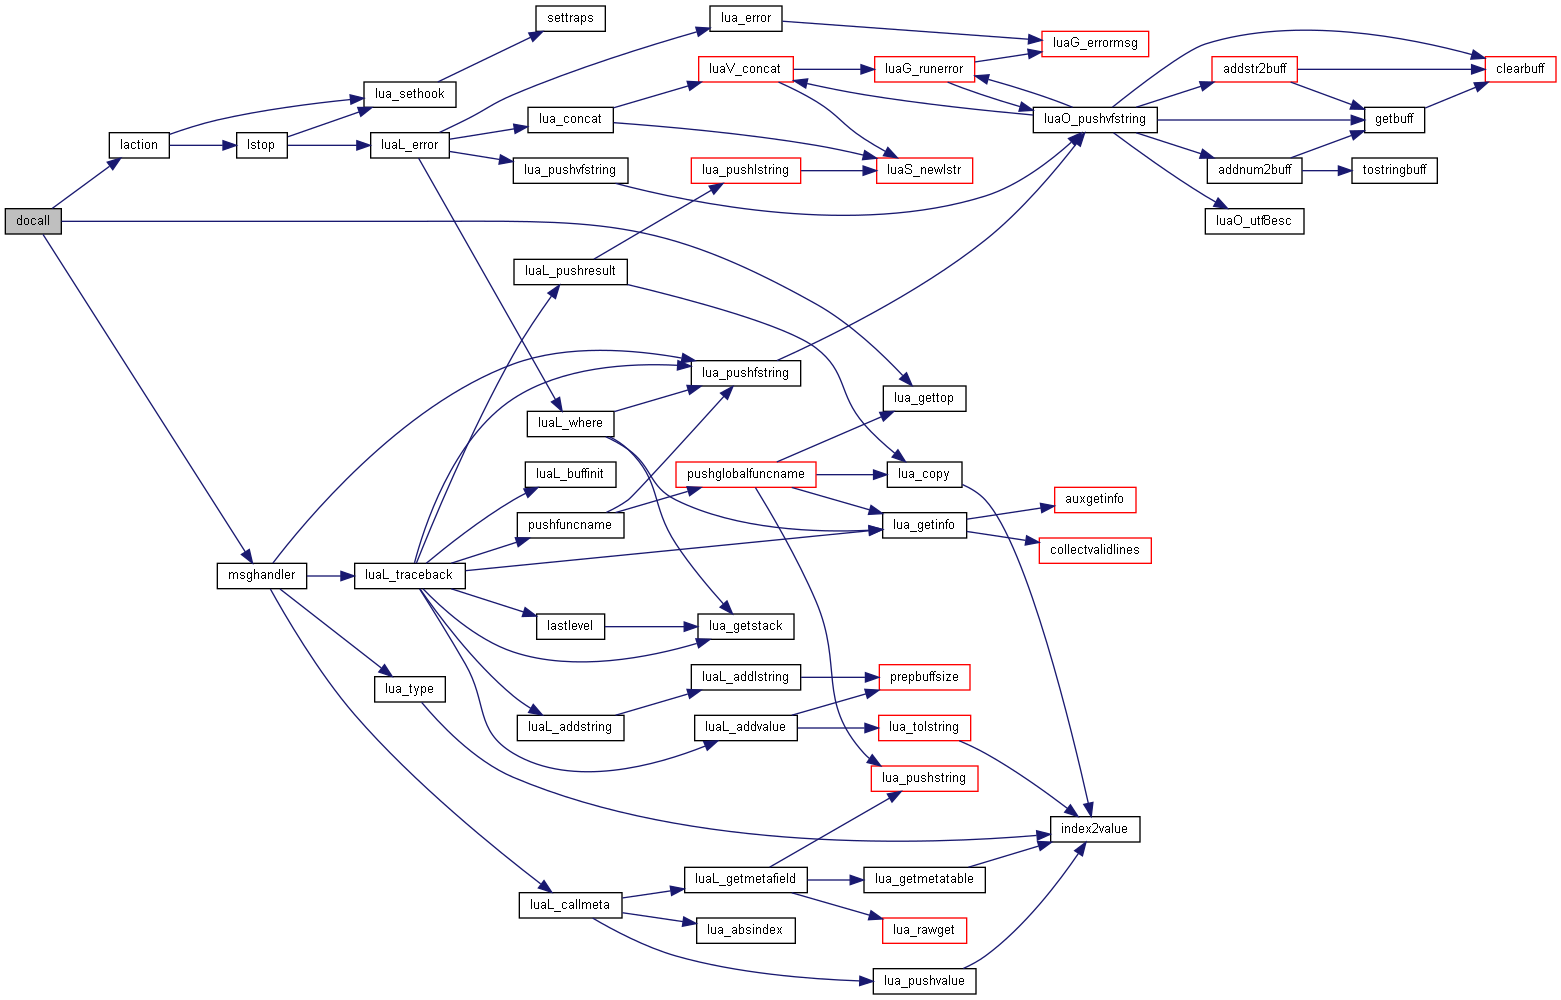 settraps
lua_error
luaG_errormsg
luaV_concat
luaG_runerror
addstr2buff
clearbuff
lua_sethook
lua_concat
luaO_pushvfstring
getbuff
laction
lstop
luaL_error
lua_pushvfstring
lua_pushlstring
luaS_newlstr
addnum2buff
tostringbuff
docall
luaO_utf8esc
luaL_pushresult
lua_pushfstring
lua_gettop
luaL_where
luaL_buffinit
pushglobalfuncname
lua_copy
auxgetinfo
pushfuncname
lua_getinfo
collectvalidlines
msghandler
luaL_traceback
lastlevel
lua_getstack
lua_type
luaL_addlstring
prepbuffsize
luaL_addstring
luaL_addvalue
lua_tolstring
lua_pushstring
index2value
luaL_getmetafield
lua_getmetatable
luaL_callmeta
lua_absindex
lua_rawget
lua_pushvalue